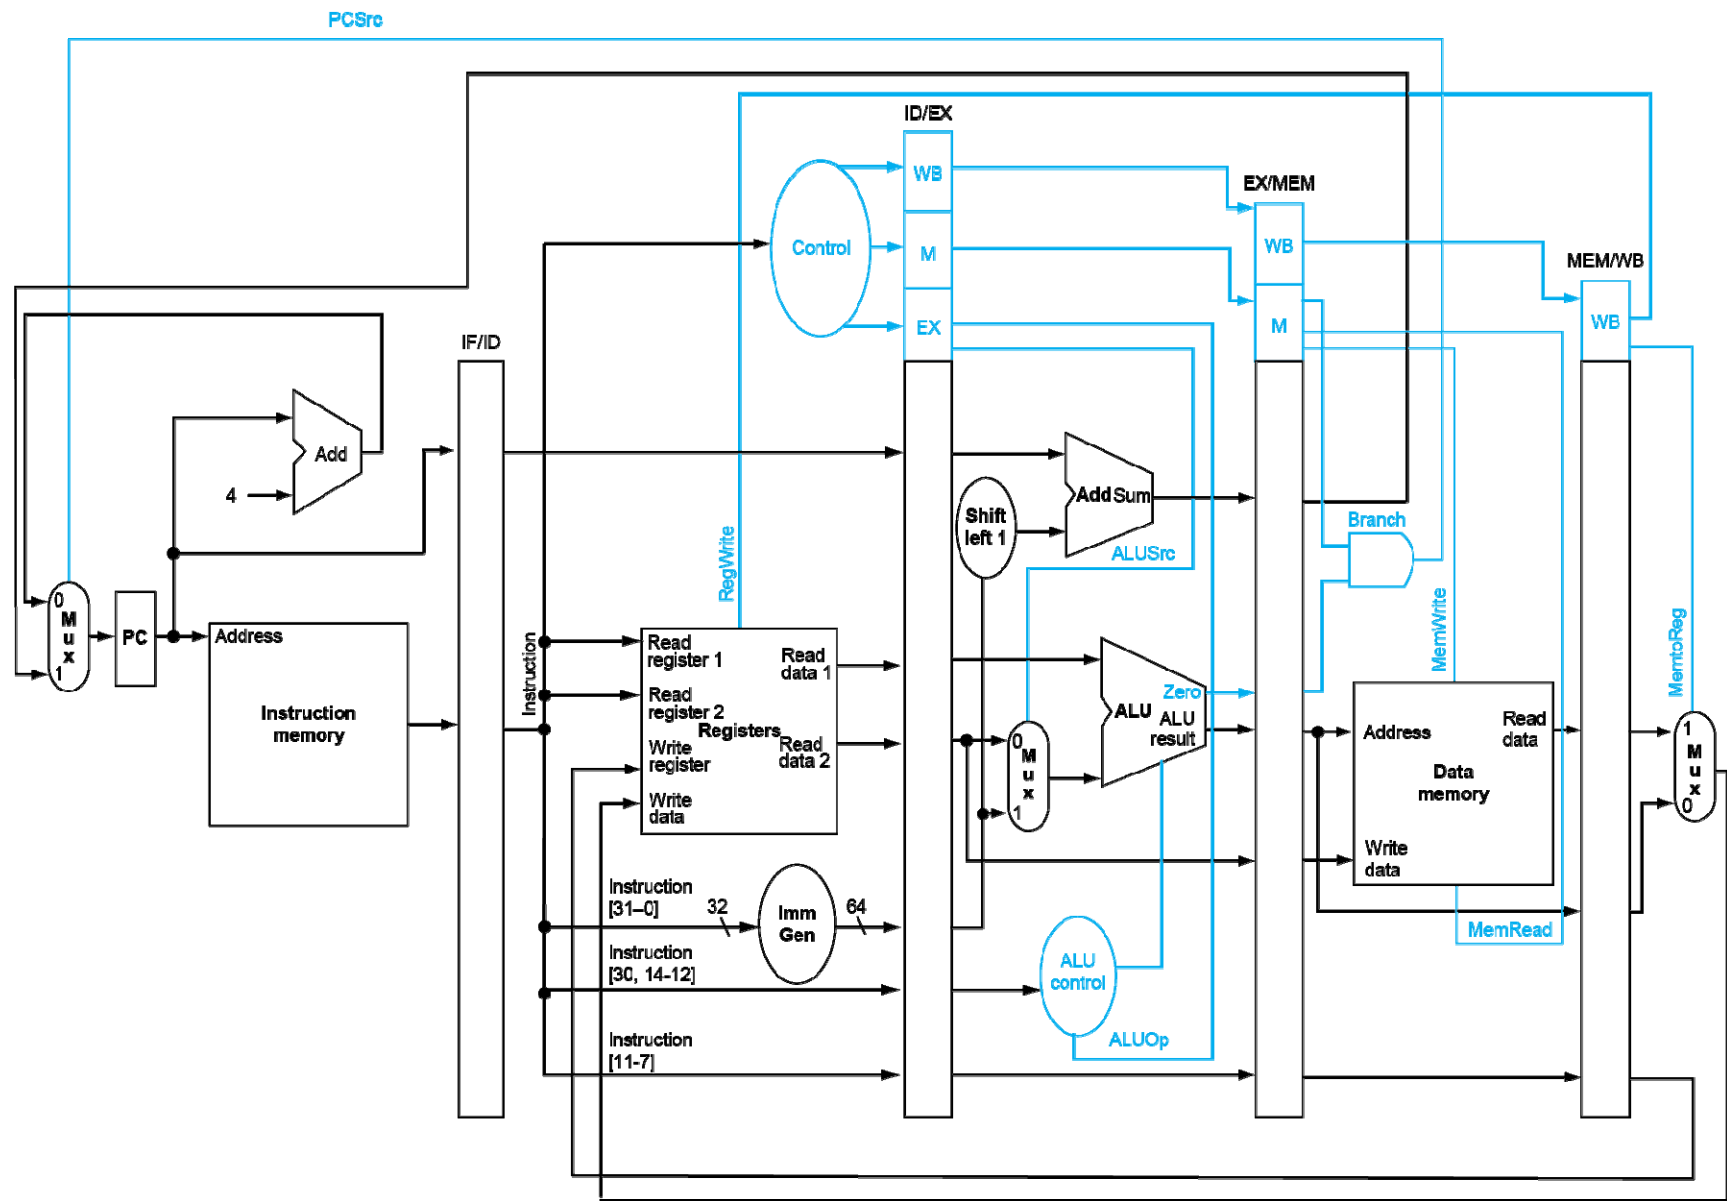 PCSrc
ID/EX
WB
EX/MEM
Control
M
WB
MEM/WB
EX
M
WB
IF/ID
Add
4
Add Sum
Shift
left 1
Branch
ALUSrc
RegWrite
0
M
u
x
1
PC
Address
Instruction
memory
Instruction
Read
register 1
Read
data 1
Read
register 2
Registers
Read
data 2
Write
register
Write
data
Zero
ALU
ALU
result
0
M
u
x
1
MemWrite
MemtoReg
Address
Read
data
Data
memory
Write
data
1
M
u
x
0
Instruction
[31–0]
32
Imm
Gen
64
MemRead
Instruction
[30, 14-12]
ALU
control
ALUOp
Instruction
[11-7]